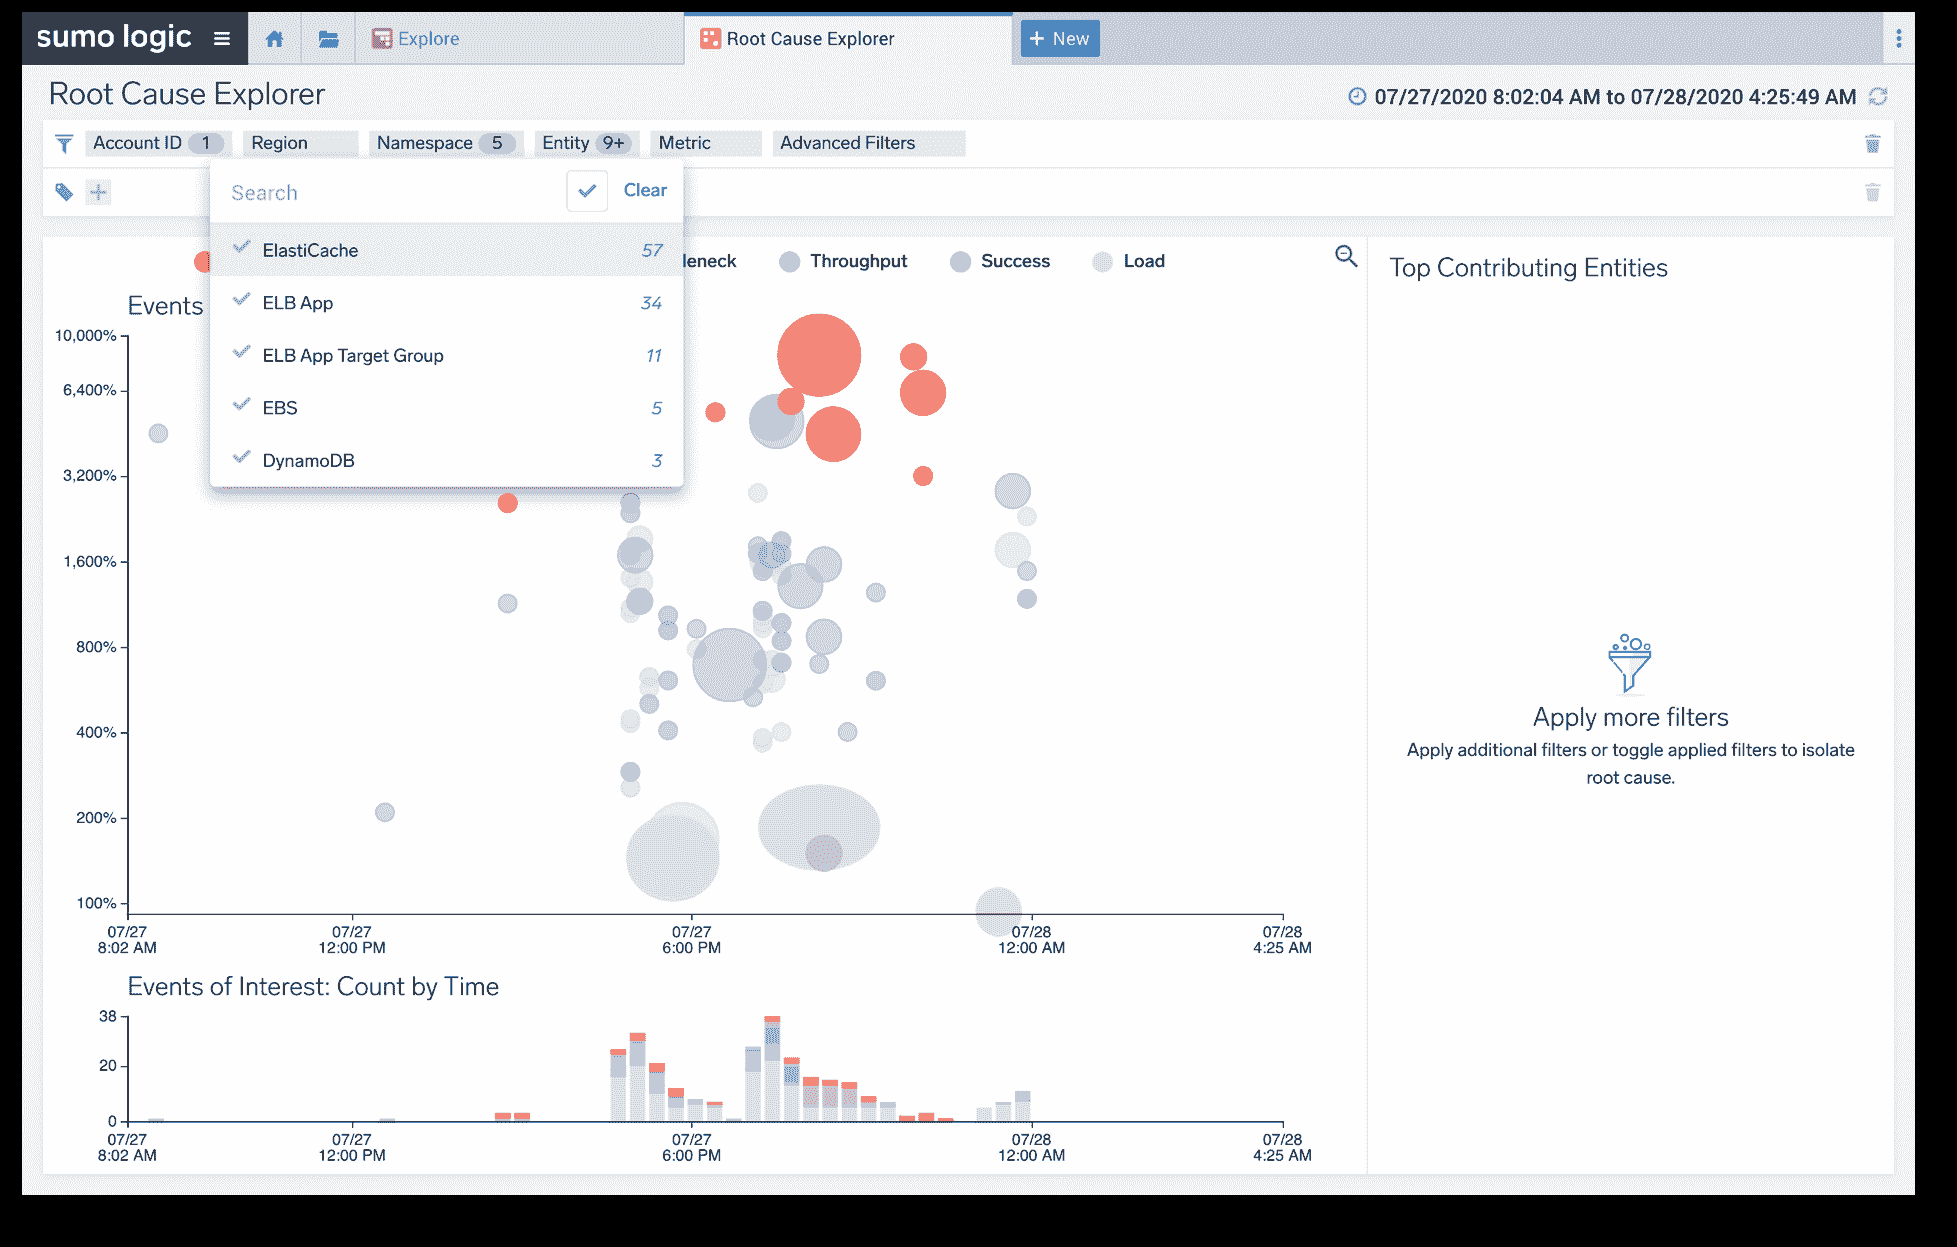 sumo logic
Explore
Root Cause Explorer
+ New
Root Cause Explorer
07/27/2020 8:02:04 AM to 07/28/2020 4:25:49 AM
Account ID 1
Region
Namespace 5
Entity 9+
Metric
Advanced Filters
Search
Clear
ElastiCache 57
ELB App 34
ELB App Target Group 11
EBS 5
DynamoDB 3
Throughput
Success
Load
Events
10,000%
6,400%
3,200%
1,600%
800%
400%
200%
100%
07/27
8:02 AM
07/27
12:00 PM
07/27
6:00 PM
07/28
12:00 AM
07/28
4:25 AM
Events of Interest: Count by Time
38
20
0
07/27
8:02 AM
07/27
12:00 PM
07/27
6:00 PM
07/28
12:00 AM
07/28
4:25 AM
Top Contributing Entities
Apply more filters
Apply additional filters or toggle applied filters to isolate
root cause.